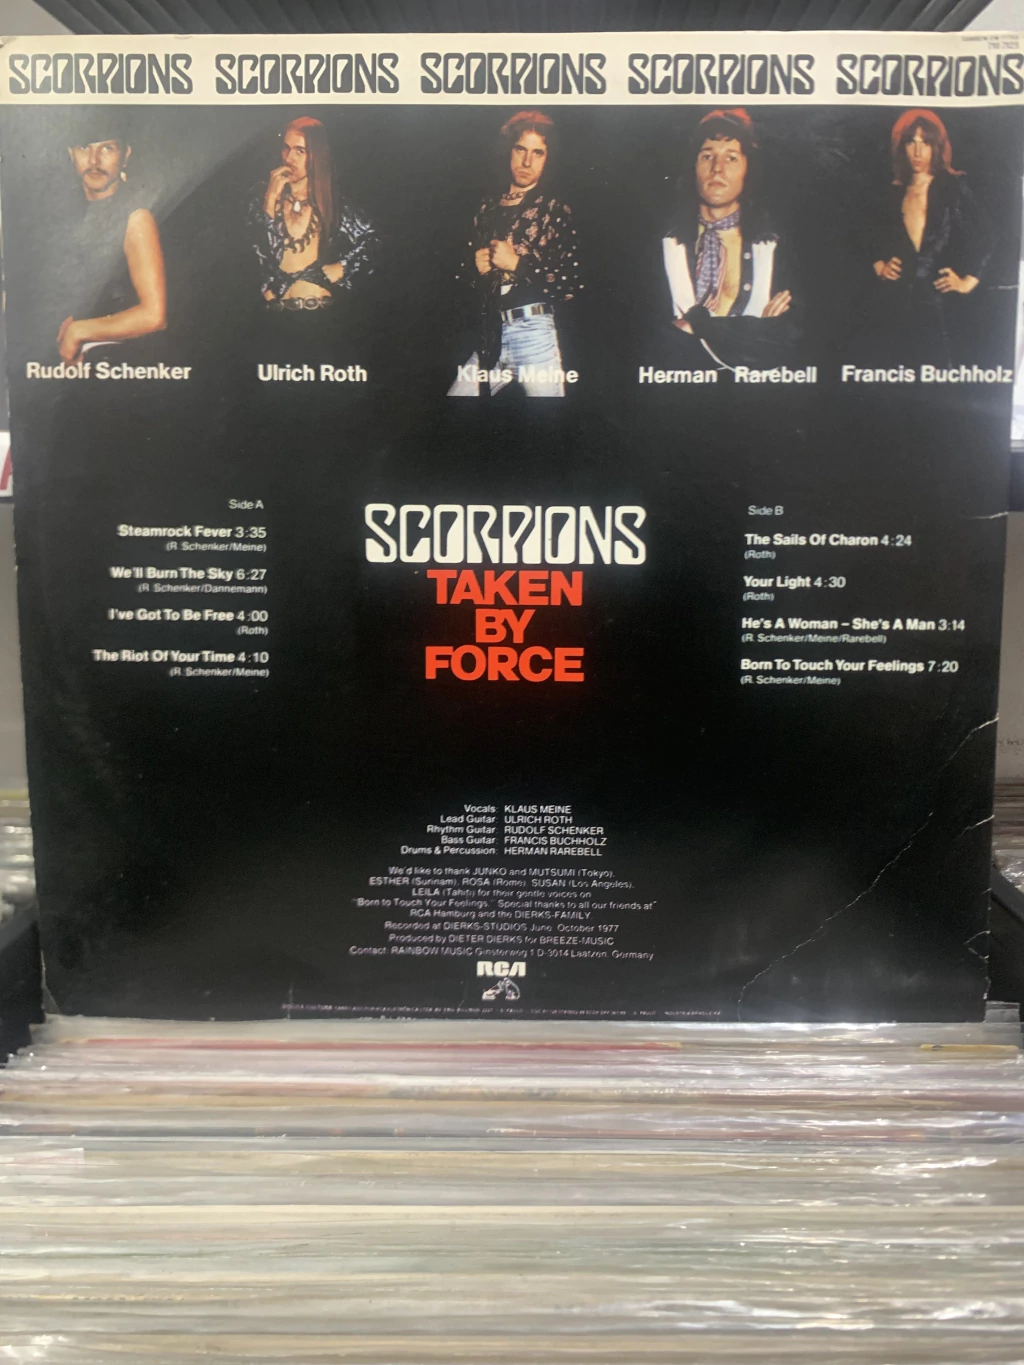 SCORPIONS SCORPIONS SCORPIONS SCORPIONS SCORPIONS
Rudolf Schenker
Ulrich Roth
Klaus Meine
Herman Rarebell
Francis Buchholz
Side A
Steamrock Fever 3:35
(R. Schenker/Meine)
We'll Burn The Sky 6:27
(R. Schenker/Dannemann)
I've Got To Be Free 4:00
(Roth)
The Riot Of Your Time 4:10
(R. Schenker/Meine)
SCORPIONS
TAKEN
BY
FORCE
Side B
The Sails Of Charon 4:24
(Roth)
Your Light 4:30
(Roth)
He's A Woman – She's A Man 3:14
(R. Schenker/Meine/Rarebell)
Born To Touch Your Feelings 7:20
(R. Schenker/Meine)
Vocals: KLAUS MEINE
Lead Guitar: ULRICH ROTH
Rhythm Guitar: RUDOLF SCHENKER
Bass Guitar: FRANCIS BUCHHOLZ
Drums & Percussion: HERMAN RAREBELL
We'd like to thank JUNKO and MUTSUMI (Tokyo),
ESTHER (Surinam), ROSA (Rome), SUSAN (Los Angeles),
LEILA (Tahiti) for their gentle voices on
"Born to Touch Your Feelings." Special thanks to all our friends at
RCA Hamburg and the DIERKS-FAMILY.
Recorded at DIERKS-STUDIOS June, October 1977
Produced by DIETER DIERKS for BREEZE-MUSIC
Contact: RAINBOW MUSIC Ginsterweg 1 D-3014 Laatzen, Germany
RCA